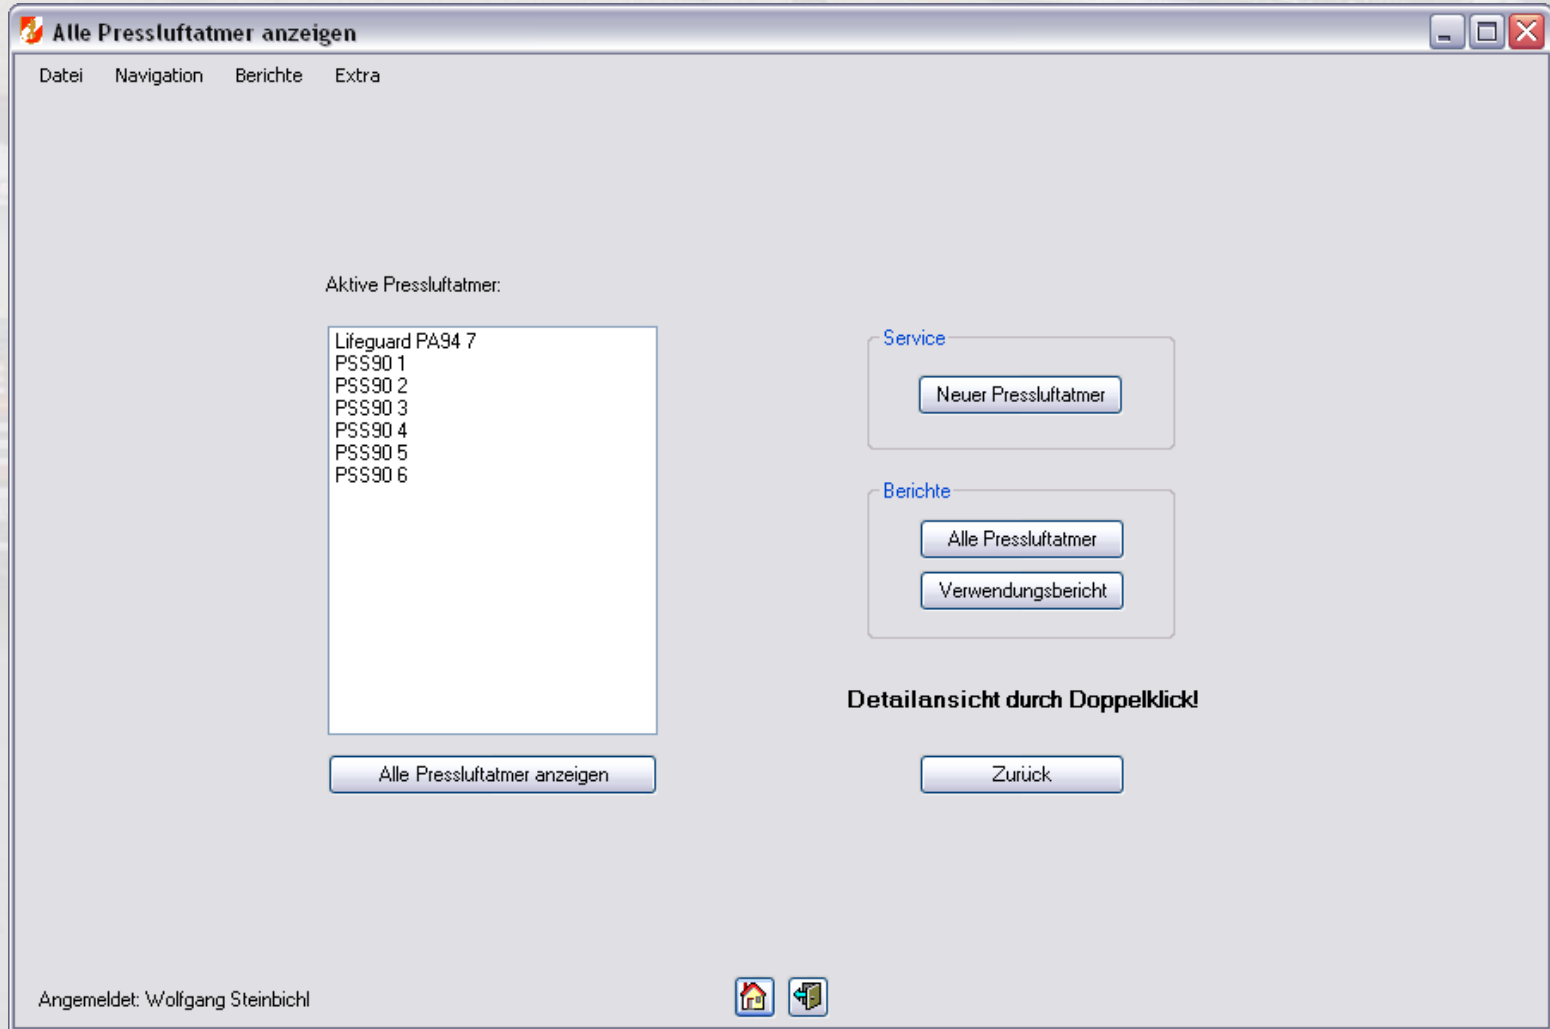 Alle Pressluftatmer anzeigen
Datei Navigation Berichte Extra
Aktive Pressluftatmer:
Lifeguard PA94 7
PSS90 1
PSS90 2
PSS90 3
PSS90 4
PSS90 5
PSS90 6
Alle Pressluftatmer anzeigen
Service
Neuer Pressluftatmer
Berichte
Alle Pressluftatmer
Verwendungsbericht
Detailansicht durch Doppelklick!
Zurück
Angemeldet: Wolfgang Steinbichl